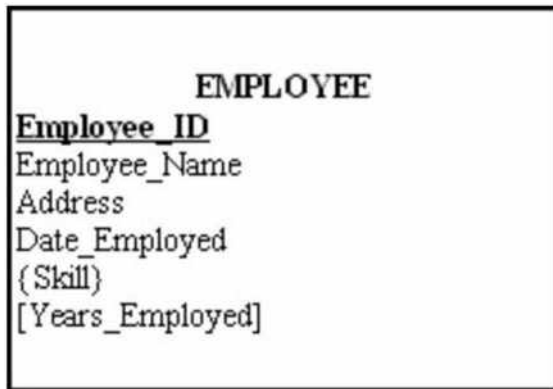 EMPLOYEE
Employee_ID
Employee_Name
Address
Date_Employed
{Skill}
[Years_Employed]